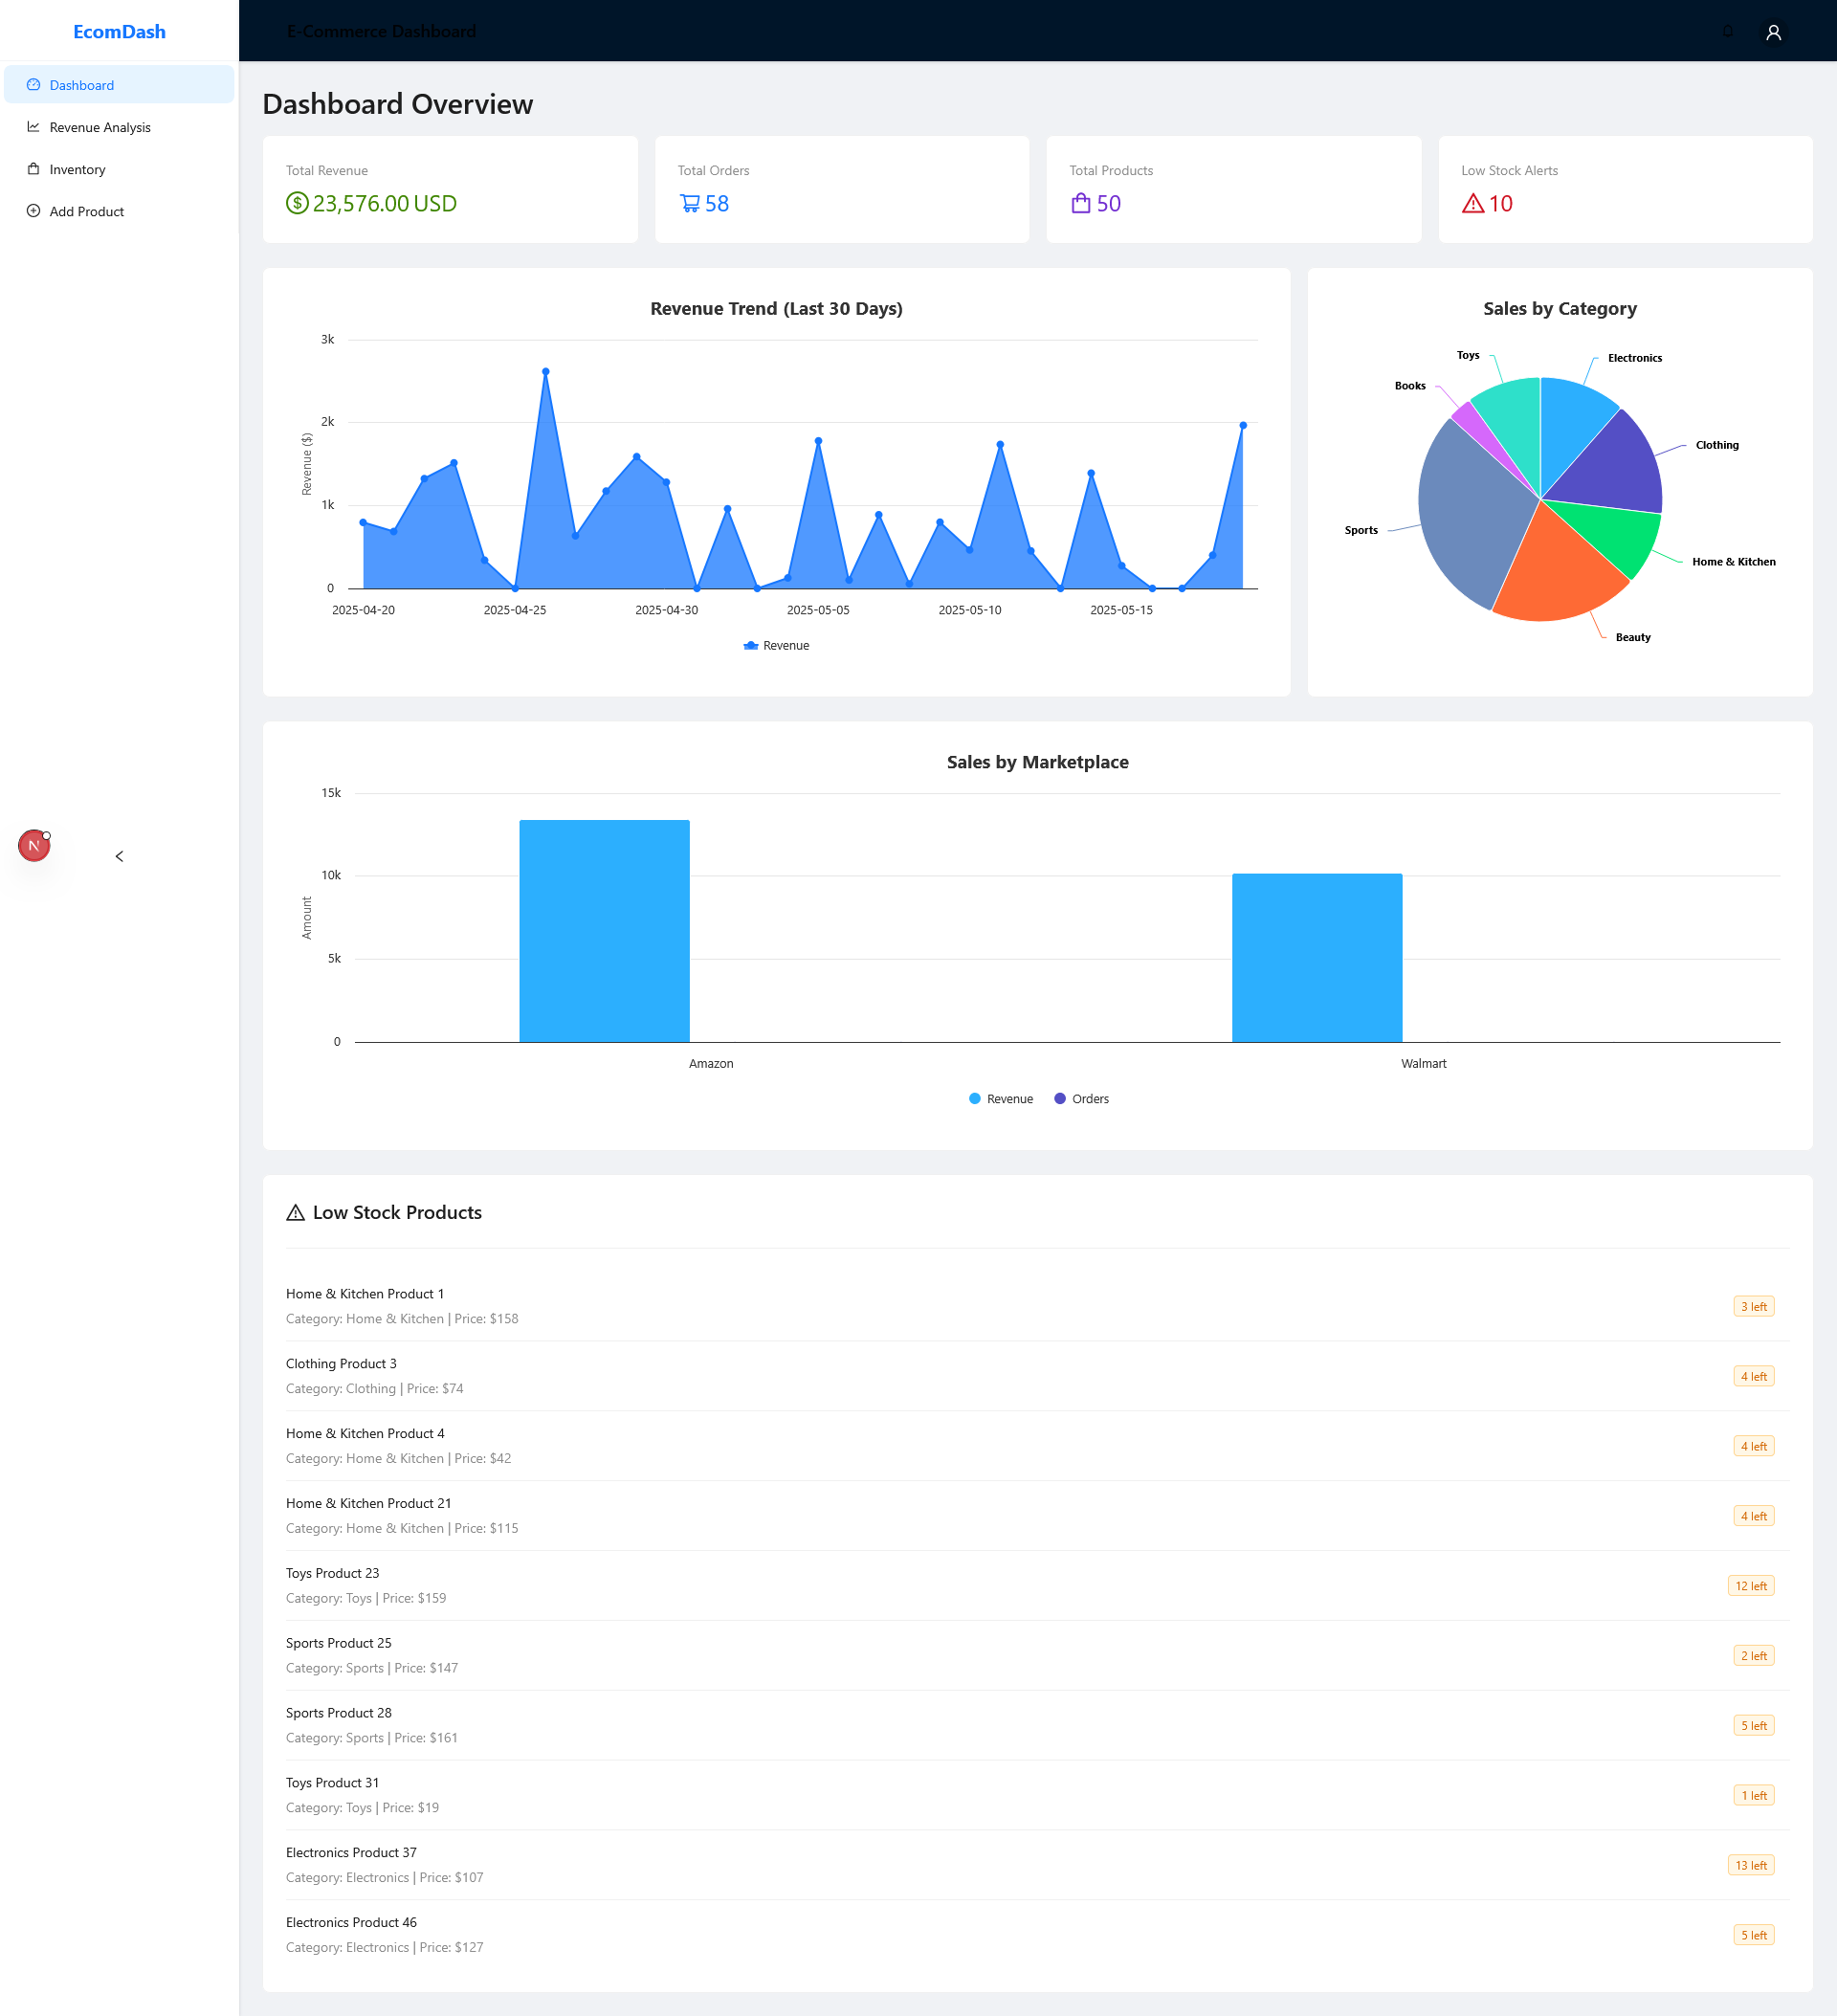 EcomDash
E-Commerce Dashboard
Dashboard
Revenue Analysis
Inventory
Add Product
N
Dashboard Overview
Total Revenue
23,576.00 USD
Total Orders
58
Total Products
50
Low Stock Alerts
10
Revenue Trend (Last 30 Days)
Revenue ($)
3k
2k
1k
0
2025-04-20
2025-04-25
2025-04-30
2025-05-05
2025-05-10
2025-05-15
Revenue
Sales by Category
Toys
Electronics
Books
Clothing
Sports
Home & Kitchen
Beauty
Sales by Marketplace
Amount
15k
10k
5k
0
Amazon
Walmart
Revenue
Orders
Low Stock Products
Home & Kitchen Product 1
Category: Home & Kitchen | Price: $158
3 left
Clothing Product 3
Category: Clothing | Price: $74
4 left
Home & Kitchen Product 4
Category: Home & Kitchen | Price: $42
4 left
Home & Kitchen Product 21
Category: Home & Kitchen | Price: $115
4 left
Toys Product 23
Category: Toys | Price: $159
12 left
Sports Product 25
Category: Sports | Price: $147
2 left
Sports Product 28
Category: Sports | Price: $161
5 left
Toys Product 31
Category: Toys | Price: $19
1 left
Electronics Product 37
Category: Electronics | Price: $107
13 left
Electronics Product 46
Category: Electronics | Price: $127
5 left